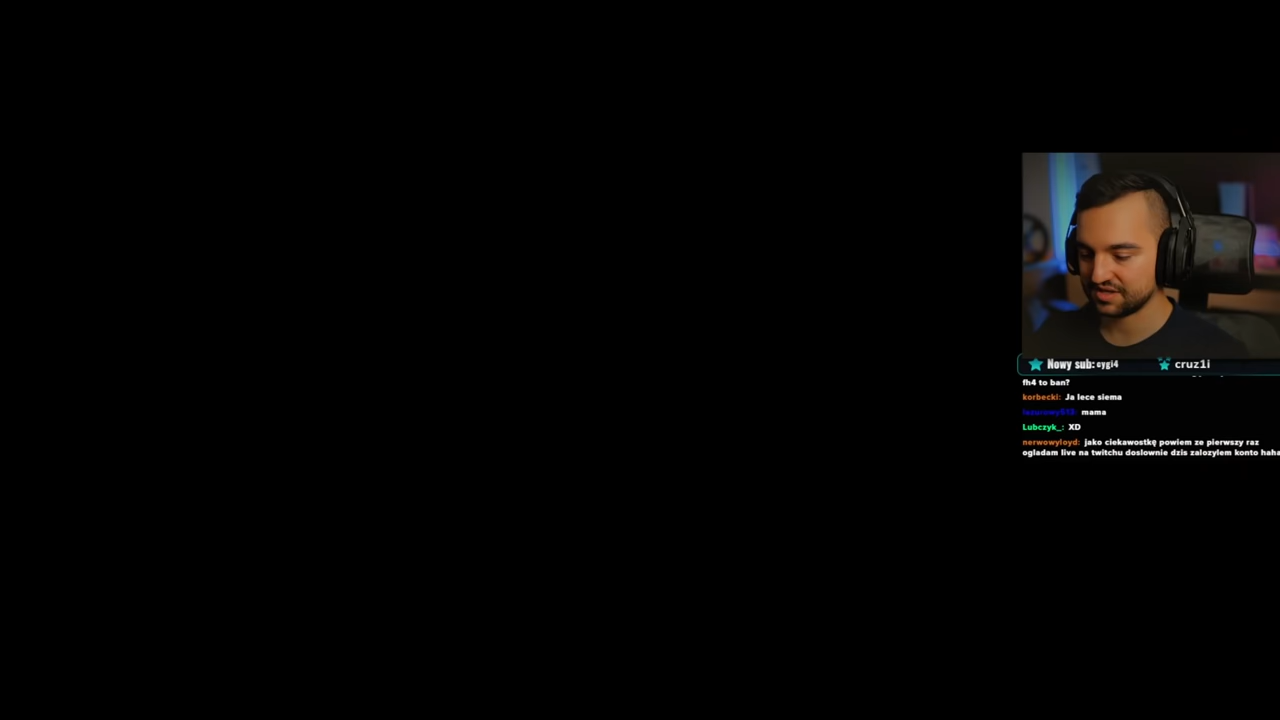 Nowy sub: cygi4 cruz1i
fh4 to ban?
korbecki: Ja lece siema
mama
Lubczyk_: XD
nerwowyloyd: jako ciekawostkę powiem ze pierwszy raz
ogladam live na twitchu doslownie dzis zalozylem konto haha